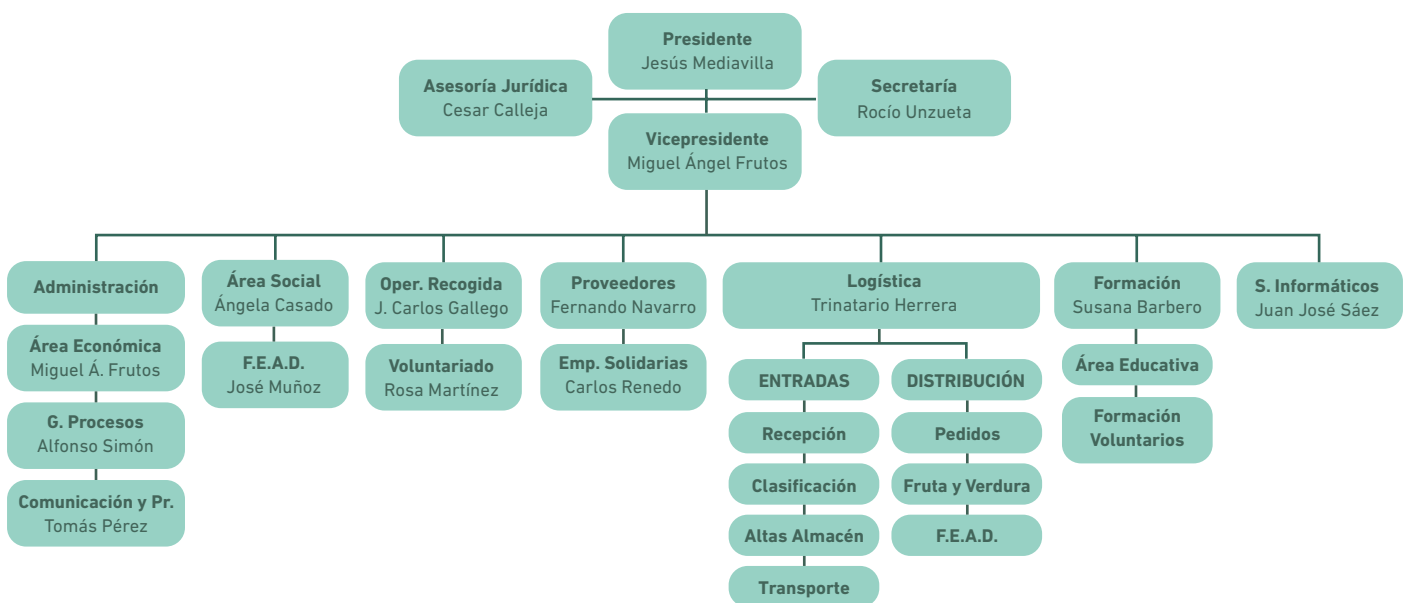 Presidente
Jesús Mediavilla
Asesoría Jurídica
Cesar Calleja
Secretaría
Rocío Unzueta
Vicepresidente
Miguel Ángel Frutos
Administración
Área Económica
Miguel Á. Frutos
G. Procesos
Alfonso Simón
Comunicación y Pr.
Tomás Pérez
Área Social
Ángela Casado
F.E.A.D.
José Muñoz
Oper. Recogida
J. Carlos Gallego
Voluntariado
Rosa Martínez
Proveedores
Fernando Navarro
Emp. Solidarias
Carlos Renedo
Logística
Trinatario Herrera
ENTRADAS
Recepción
Clasificación
Altas Almacén
Transporte
DISTRIBUCIÓN
Pedidos
Fruta y Verdura
F.E.A.D.
Formación
Susana Barbero
Área Educativa
Formación
Voluntarios
S. Informáticos
Juan José Sáez